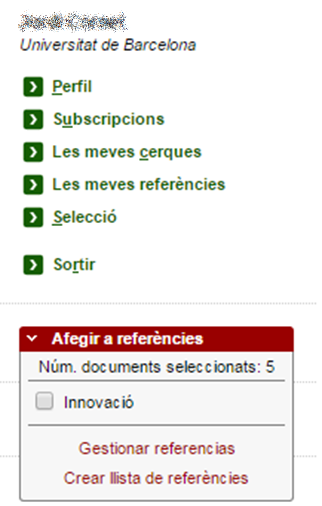 Universitat de Barcelona
Perfil
Subscripcions
Les meves cerques
Les meves referències
Selecció
Sortir
Afegir a referències
Núm. documents seleccionats: 5
Innovació
Gestionar referencias
Crear llista de referències